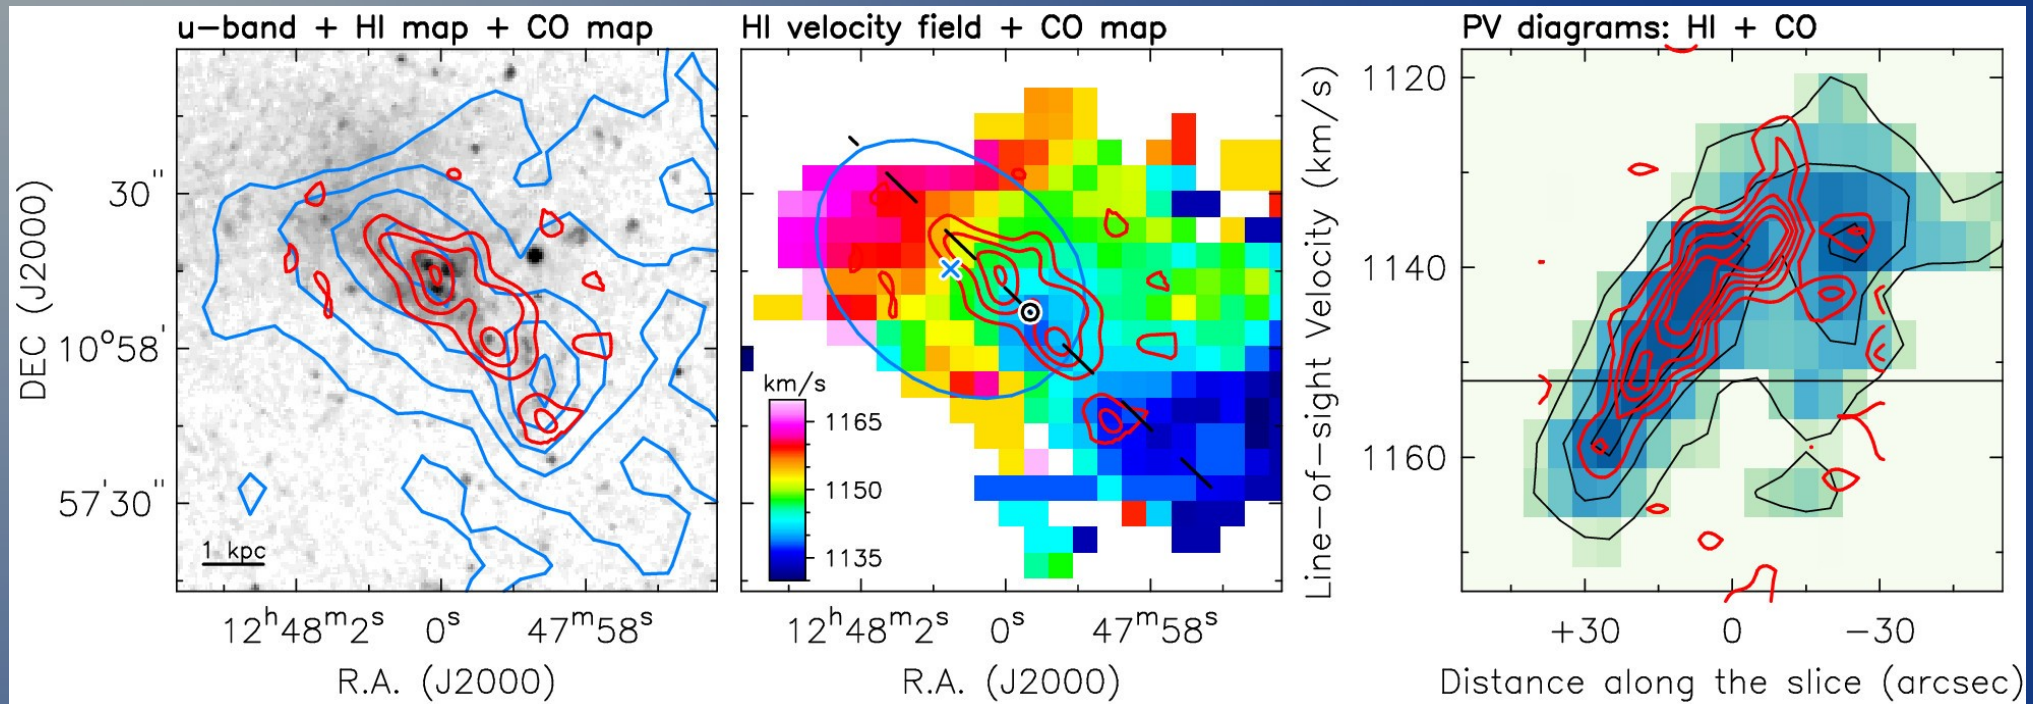 u-band + HI map + CO map
HI velocity field + CO map
PV diagrams: HI + CO
DEC (J2000)
30"
10°58'
57'30"
1 kpc
12ʰ48ᵐ2ˢ 0ˢ 47ᵐ58ˢ
R.A. (J2000)
km/s
1165
1150
1135
12ʰ48ᵐ2ˢ 0ˢ 47ᵐ58ˢ
R.A. (J2000)
Line-of-sight Velocity (km/s)
1120
1140
1160
+30 0 -30
Distance along the slice (arcsec)